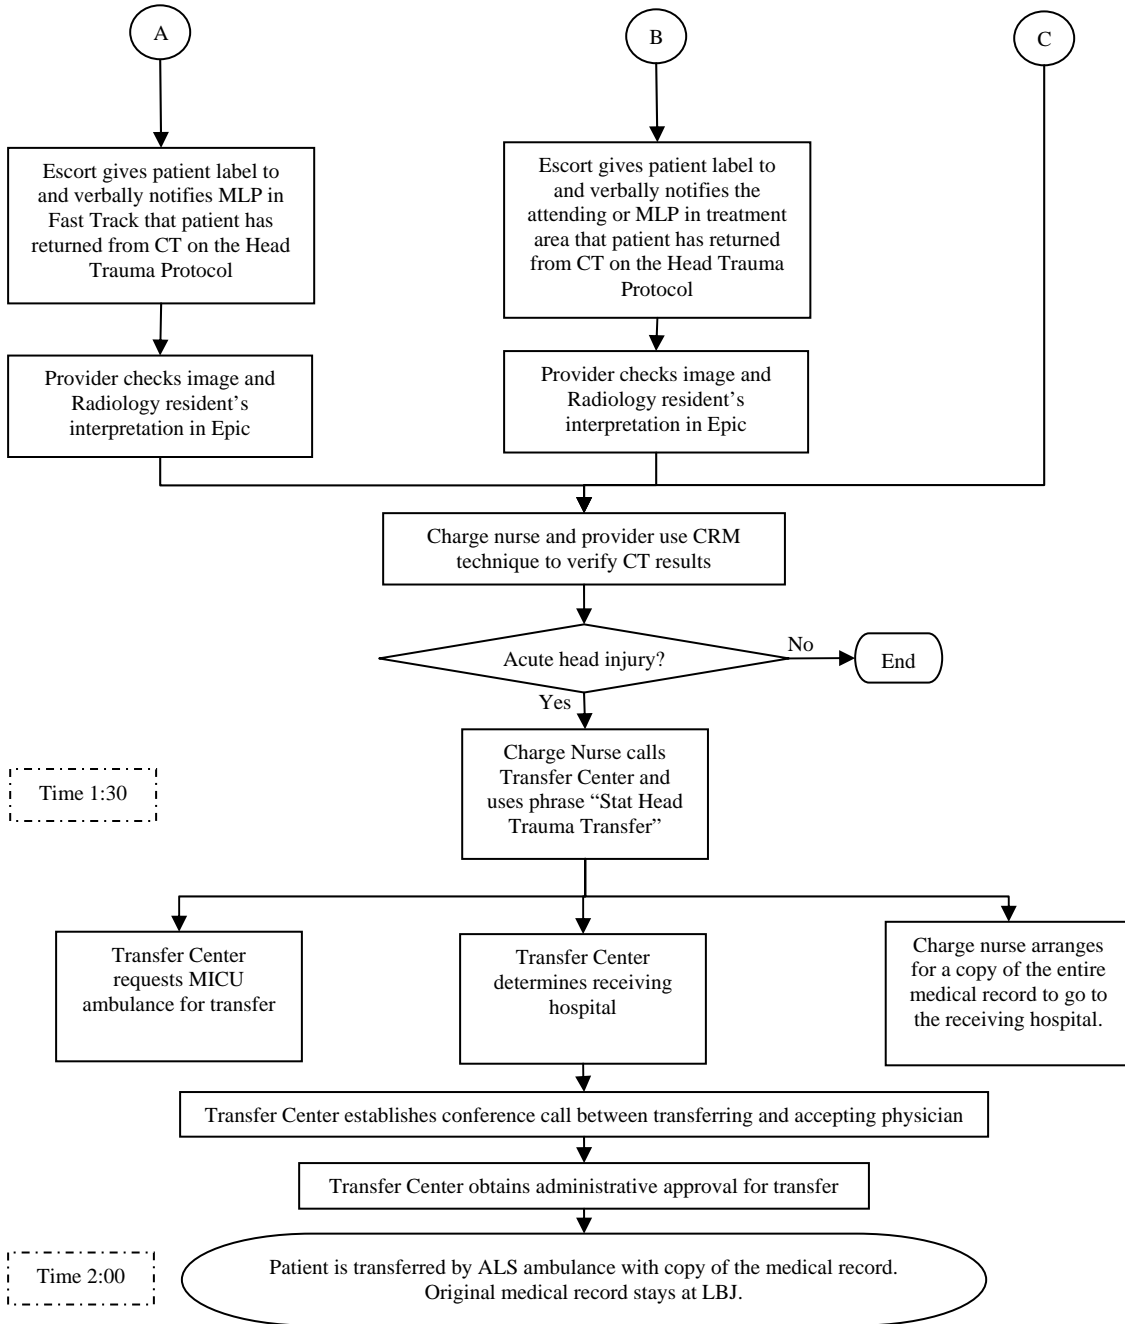 A
B
C
Escort gives patient label to
and verbally notifies MLP in
Fast Track that patient has
returned from CT on the Head
Trauma Protocol
Escort gives patient label to
and verbally notifies the
attending or MLP in treatment
area that patient has returned
from CT on the Head Trauma
Protocol
Provider checks image and
Radiology resident’s
interpretation in Epic
Provider checks image and
Radiology resident’s
interpretation in Epic
Charge nurse and provider use CRM
technique to verify CT results
Acute head injury?
No
End
Yes
Charge Nurse calls
Transfer Center and
uses phrase “Stat Head
Trauma Transfer”
Time 1:30
Transfer Center
requests MICU
ambulance for transfer
Transfer Center
determines receiving
hospital
Charge nurse arranges
for a copy of the entire
medical record to go to
the receiving hospital.
Transfer Center establishes conference call between transferring and accepting physician
Transfer Center obtains administrative approval for transfer
Time 2:00
Patient is transferred by ALS ambulance with copy of the medical record.
Original medical record stays at LBJ.